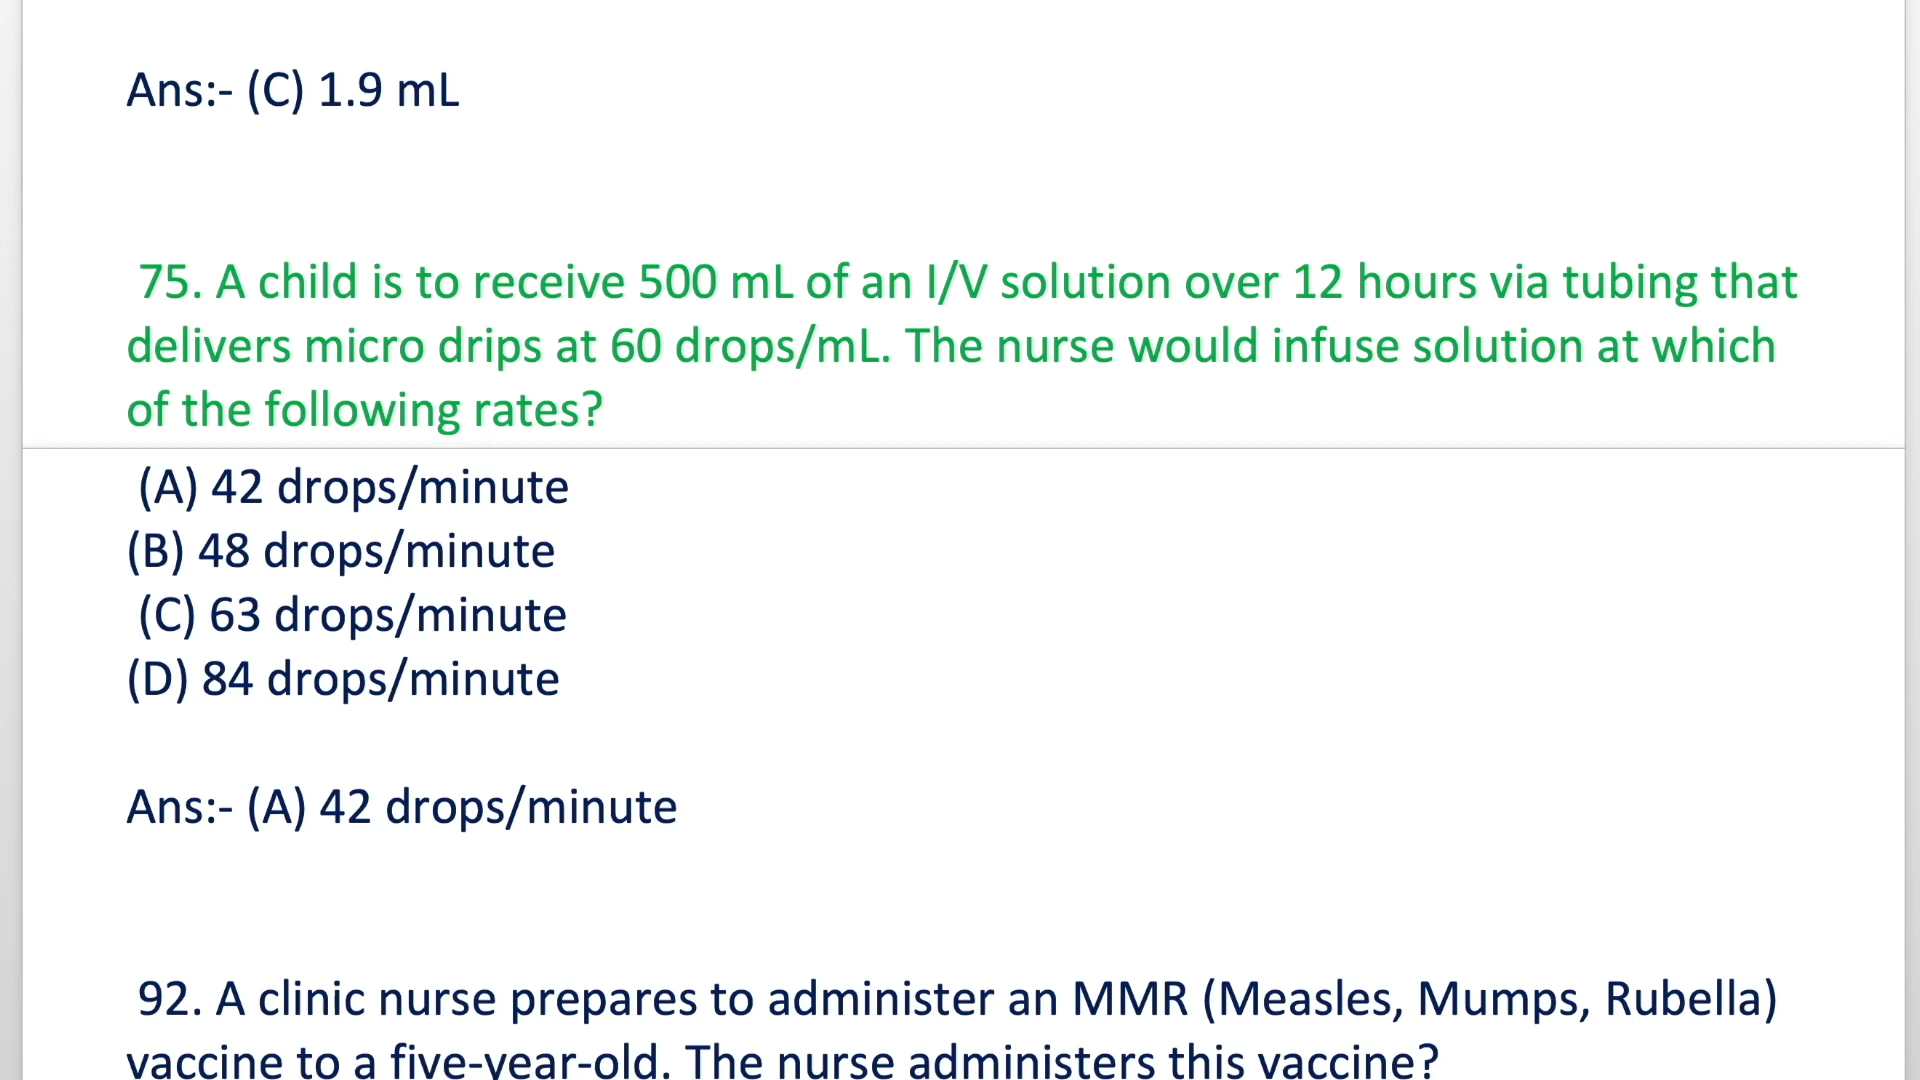 Ans:- (C) 1.9 mL
75. A child is to receive 500 mL of an I/V solution over 12 hours via tubing that
delivers micro drips at 60 drops/mL. The nurse would infuse solution at which
of the following rates?
(A) 42 drops/minute
(B) 48 drops/minute
(C) 63 drops/minute
(D) 84 drops/minute
Ans:- (A) 42 drops/minute
92. A clinic nurse prepares to administer an MMR (Measles, Mumps, Rubella)
vaccine to a five-year-old. The nurse administers this vaccine?